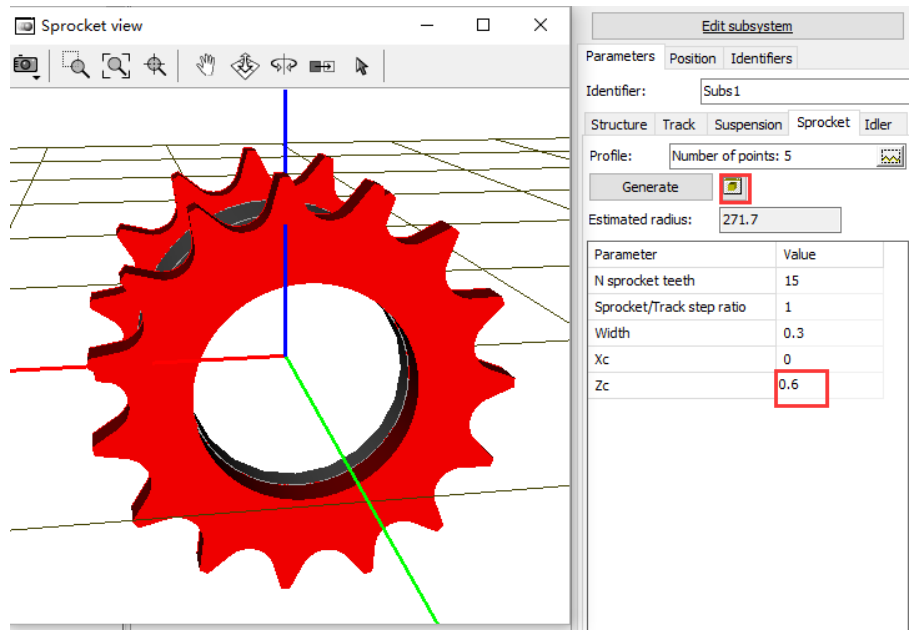 Sprocket view
Edit subsystem
Parameters Position Identifiers
Identifier: Subs1
Structure Track Suspension Sprocket Idler
Profile: Number of points: 5
Generate
Estimated radius: 271.7
Parameter Value
N sprocket teeth 15
Sprocket/Track step ratio 1
Width 0.3
Xc 0
Zc 0.6